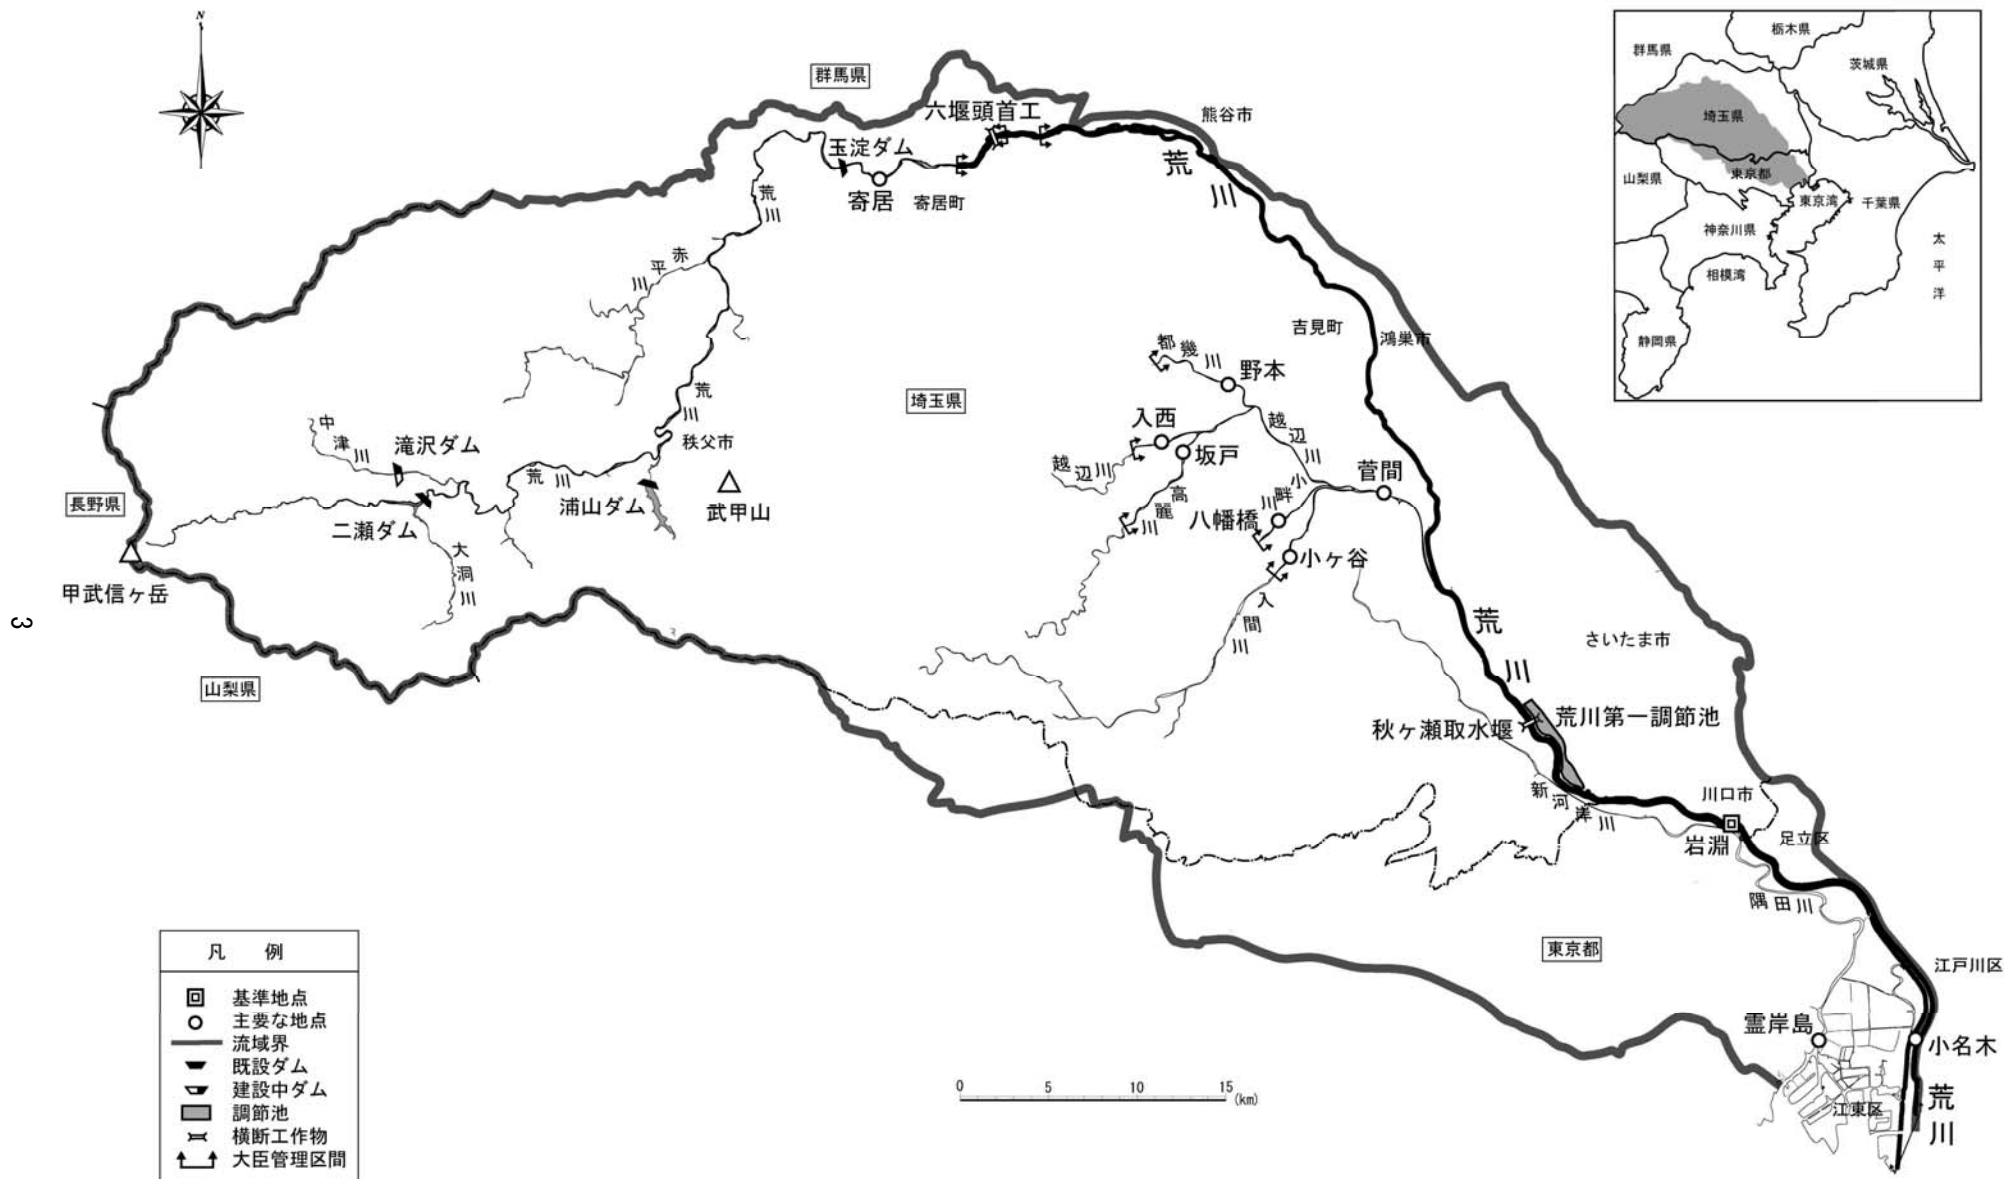 N
群馬県
六堰頭首工
熊谷市
玉淀ダム
荒川
寄居
寄居町
荒川
赤平川
吉見町
鴻巣市
都幾川
野本
埼玉県
荒川
入西
越辺川
中津川
滝沢ダム
秩父市
坂戸
越辺川
荒川
菅間
浦山ダム
武甲山
高麗川
小畔川
八幡橋
長野県
二瀬ダム
大洞川
小ヶ谷
甲武信ヶ岳
入間川
荒川
さいたま市
山梨県
荒川第一調節池
秋ヶ瀬取水堰
新河岸川
川口市
岩淵
足立区
隅田川
東京都
江戸川区
霊岸島
小名木
荒川
江東区
3
栃木県
群馬県
茨城県
埼玉県
東京都
山梨県
東京湾
千葉県
神奈川県
太平洋
相模湾
静岡県
凡 例
基準地点
主要な地点
流域界
既設ダム
建設中ダム
調節池
横断工作物
大臣管理区間
0 5 10 15
(km)